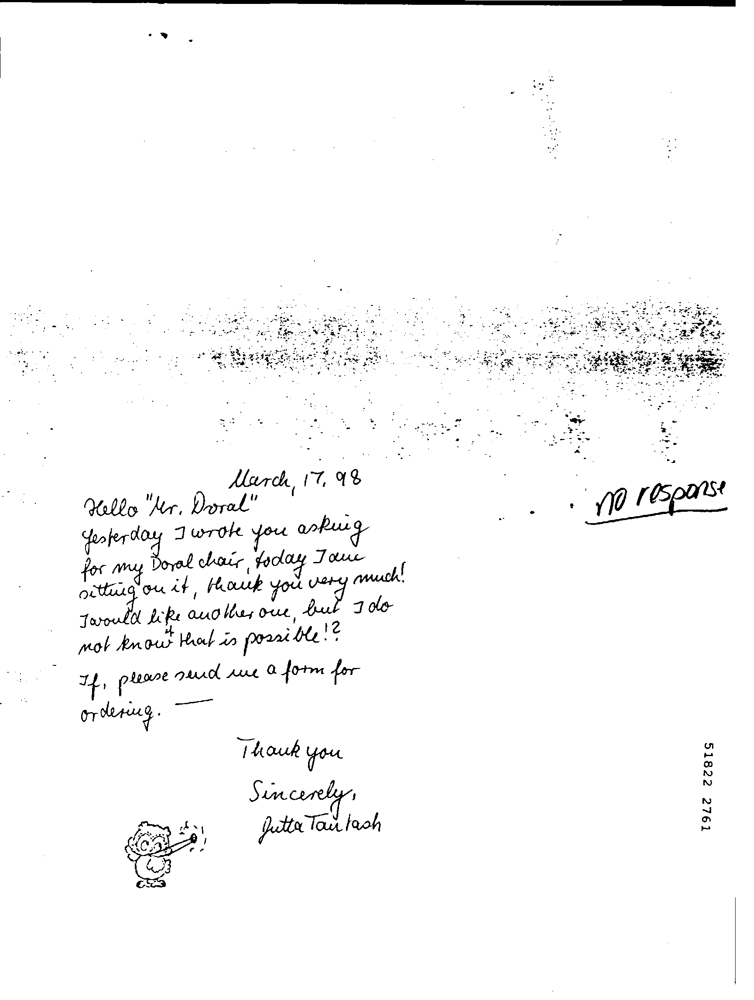 March, 17, 98
Hello "Mr. Doral"
Yesterday I wrote you asking
for my Doral chair, today I am
sitting on it, thank you very much!
I would like another one, but I do
not know if that is possible!?
If, please send me a form for
ordering. —
Thank you
Sincerely,
Jutta
no response
51822 2761